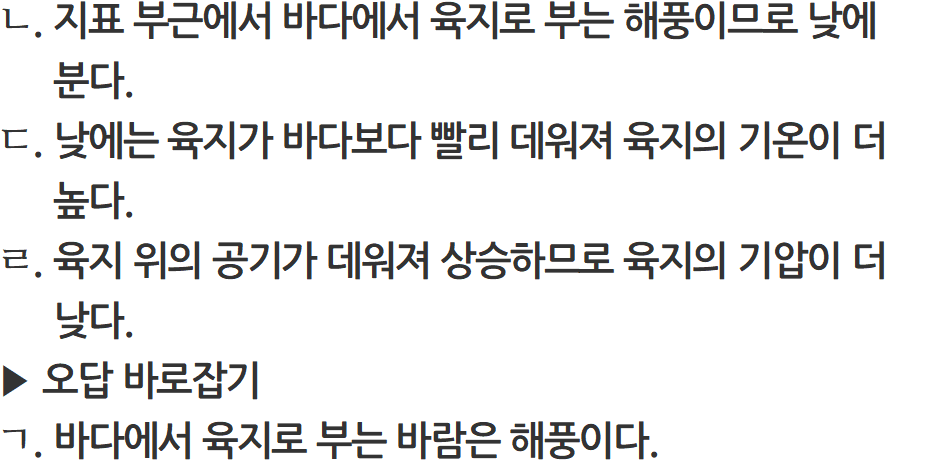 ㄴ. 지표 부근에서 바다에서 육지로 부는 해풍이므로 낮에
분다.
ㄷ. 낮에는 육지가 바다보다 빨리 데워져 육지의 기온이 더
높다.
ㄹ. 육지 위의 공기가 데워져 상승하므로 육지의 기압이 더
낮다.
▶ 오답 바로잡기
ㄱ. 바다에서 육지로 부는 바람은 해풍이다.